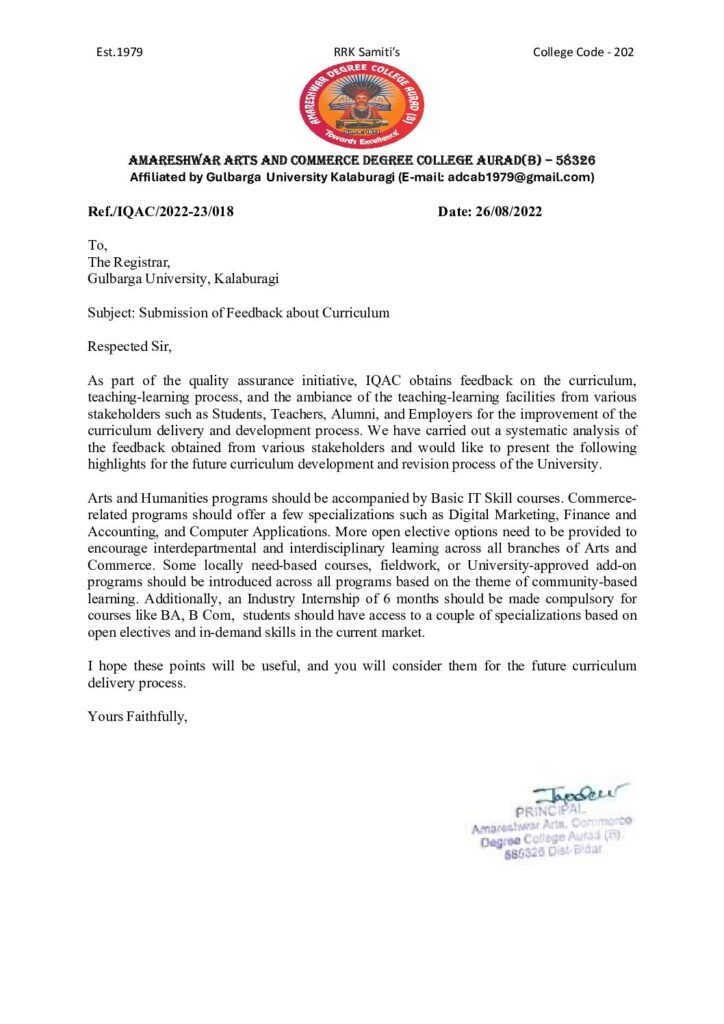 Est.1979 RRK Samiti's College Code - 202
AMARESHWAR DEGREE COLLEGE AURAD (B)
"Towards Excellence"
AMARESHWAR ARTS AND COMMERCE DEGREE COLLEGE AURAD(B) – 58326
Affiliated by Gulbarga University Kalaburagi (E-mail: adcab1979@gmail.com)
Ref./IQAC/2022-23/018 Date: 26/08/2022
To,
The Registrar,
Gulbarga University, Kalaburagi
Subject: Submission of Feedback about Curriculum
Respected Sir,
As part of the quality assurance initiative, IQAC obtains feedback on the curriculum,
teaching-learning process, and the ambiance of the teaching-learning facilities from various
stakeholders such as Students, Teachers, Alumni, and Employers for the improvement of the
curriculum delivery and development process. We have carried out a systematic analysis of
the feedback obtained from various stakeholders and would like to present the following
highlights for the future curriculum development and revision process of the University.
Arts and Humanities programs should be accompanied by Basic IT Skill courses. Commerce-
related programs should offer a few specializations such as Digital Marketing, Finance and
Accounting, and Computer Applications. More open elective options need to be provided to
encourage interdepartmental and interdisciplinary learning across all branches of Arts and
Commerce. Some locally need-based courses, fieldwork, or University-approved add-on
programs should be introduced across all programs based on the theme of community-based
learning. Additionally, an Industry Internship of 6 months should be made compulsory for
courses like BA, B Com, students should have access to a couple of specializations based on
open electives and in-demand skills in the current market.
I hope these points will be useful, and you will consider them for the future curriculum
delivery process.
Yours Faithfully,
PRINCIPAL
Amareshwar Arts, Commerce
Degree College Aurad (B).
585326 Dist-Bidar